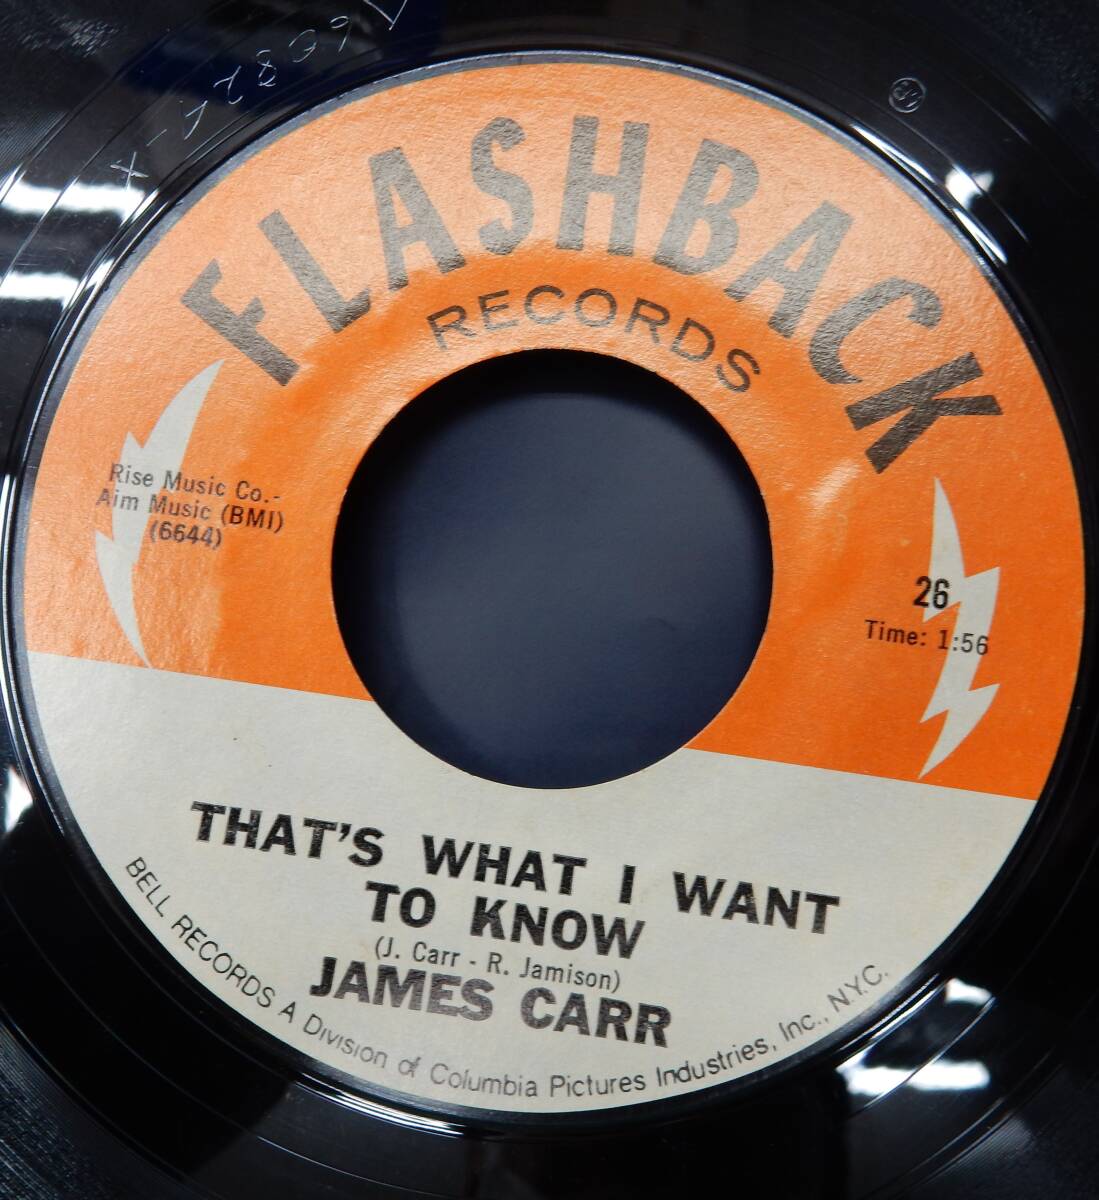 FLASHBACK
RECORDS
Rise Music Co.-
Aim Music (BMI)
(6644)
26
Time: 1:56
THAT'S WHAT I WANT
TO KNOW
(J. Carr - R. Jamison)
JAMES CARR
BELL RECORDS A Division of Columbia Pictures Industries, Inc., N.Y.C.